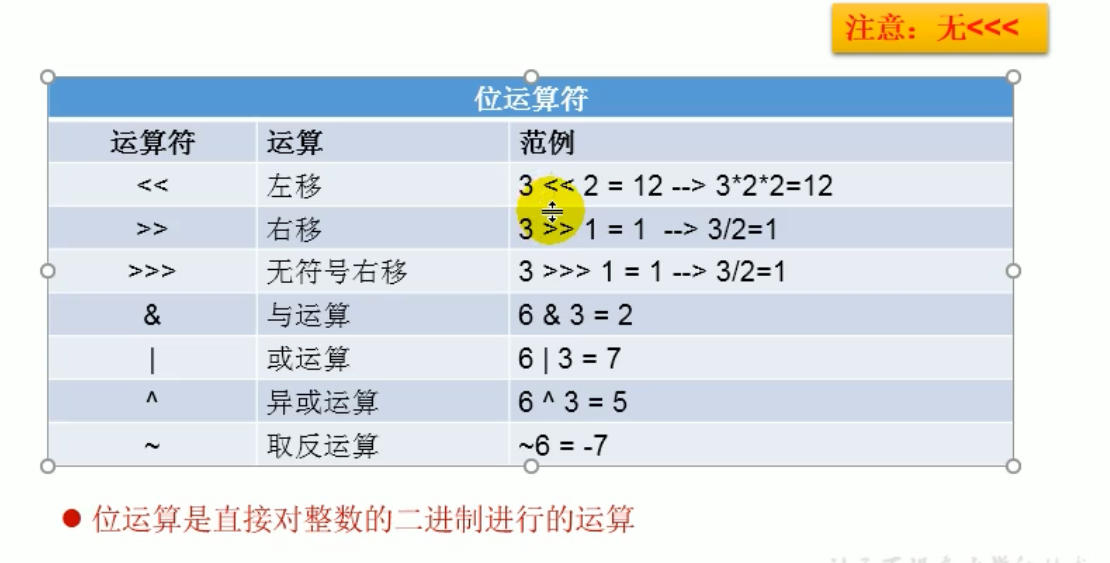 注意：无<<<
位运算符
运算符 运算 范例
<< 左移 3 << 2 = 12 --> 3*2*2=12
>> 右移 3 >> 1 = 1 --> 3/2=1
>>> 无符号右移 3 >>> 1 = 1 --> 3/2=1
& 与运算 6 & 3 = 2
| 或运算 6 | 3 = 7
^ 异或运算 6 ^ 3 = 5
~ 取反运算 ~6 = -7
● 位运算是直接对整数的二进制进行的运算